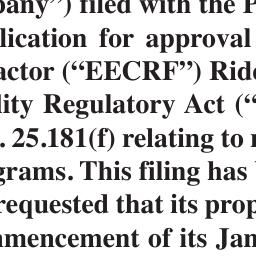 pany”) filed with the P
lication for approval
actor (“EECRF”) Ride
lity Regulatory Act (“
. 25.181(f) relating to
grams. This filing has
requested that its prop
mmencement of its Jan